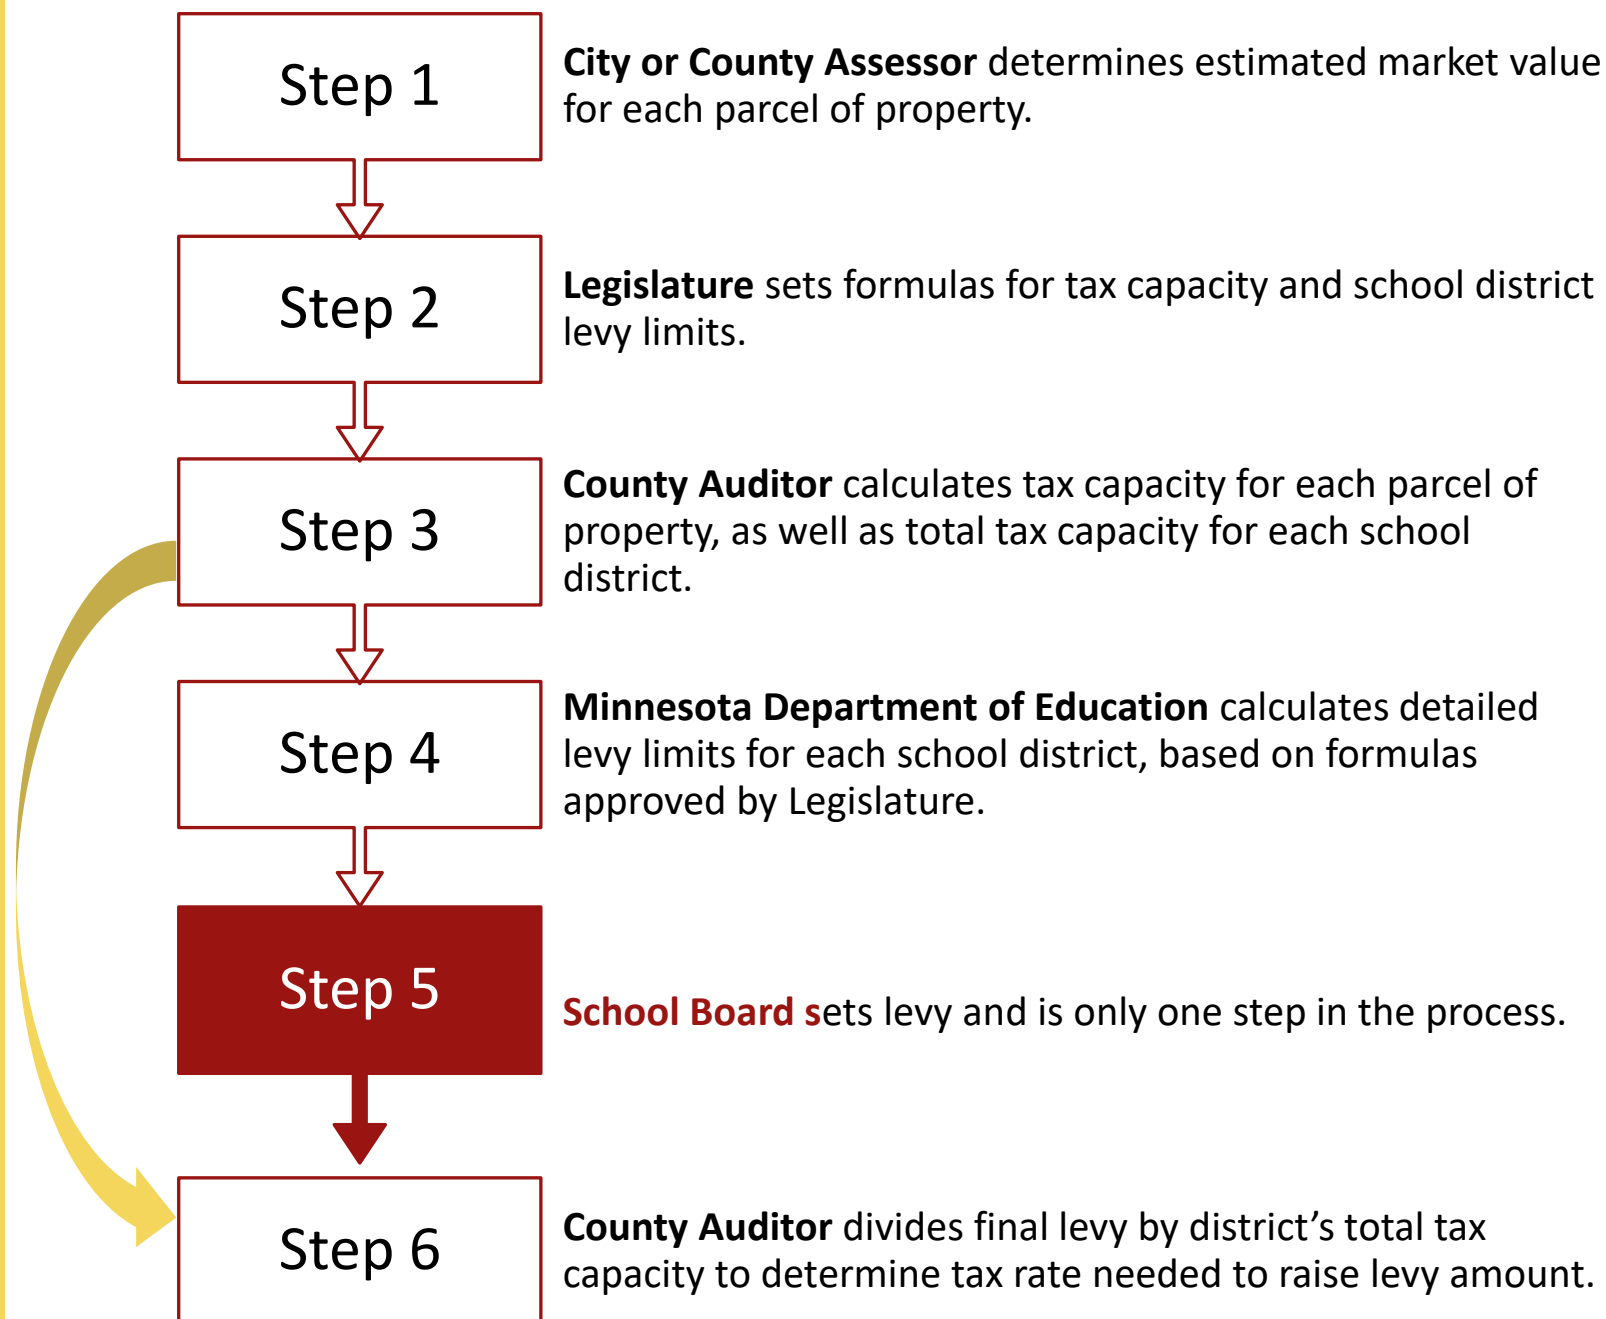 Step 1
City or County Assessor determines estimated market value
for each parcel of property.
Step 2
Legislature sets formulas for tax capacity and school district
levy limits.
Step 3
County Auditor calculates tax capacity for each parcel of
property, as well as total tax capacity for each school
district.
Step 4
Minnesota Department of Education calculates detailed
levy limits for each school district, based on formulas
approved by Legislature.
Step 5
School Board sets levy and is only one step in the process.
Step 6
County Auditor divides final levy by district’s total tax
capacity to determine tax rate needed to raise levy amount.